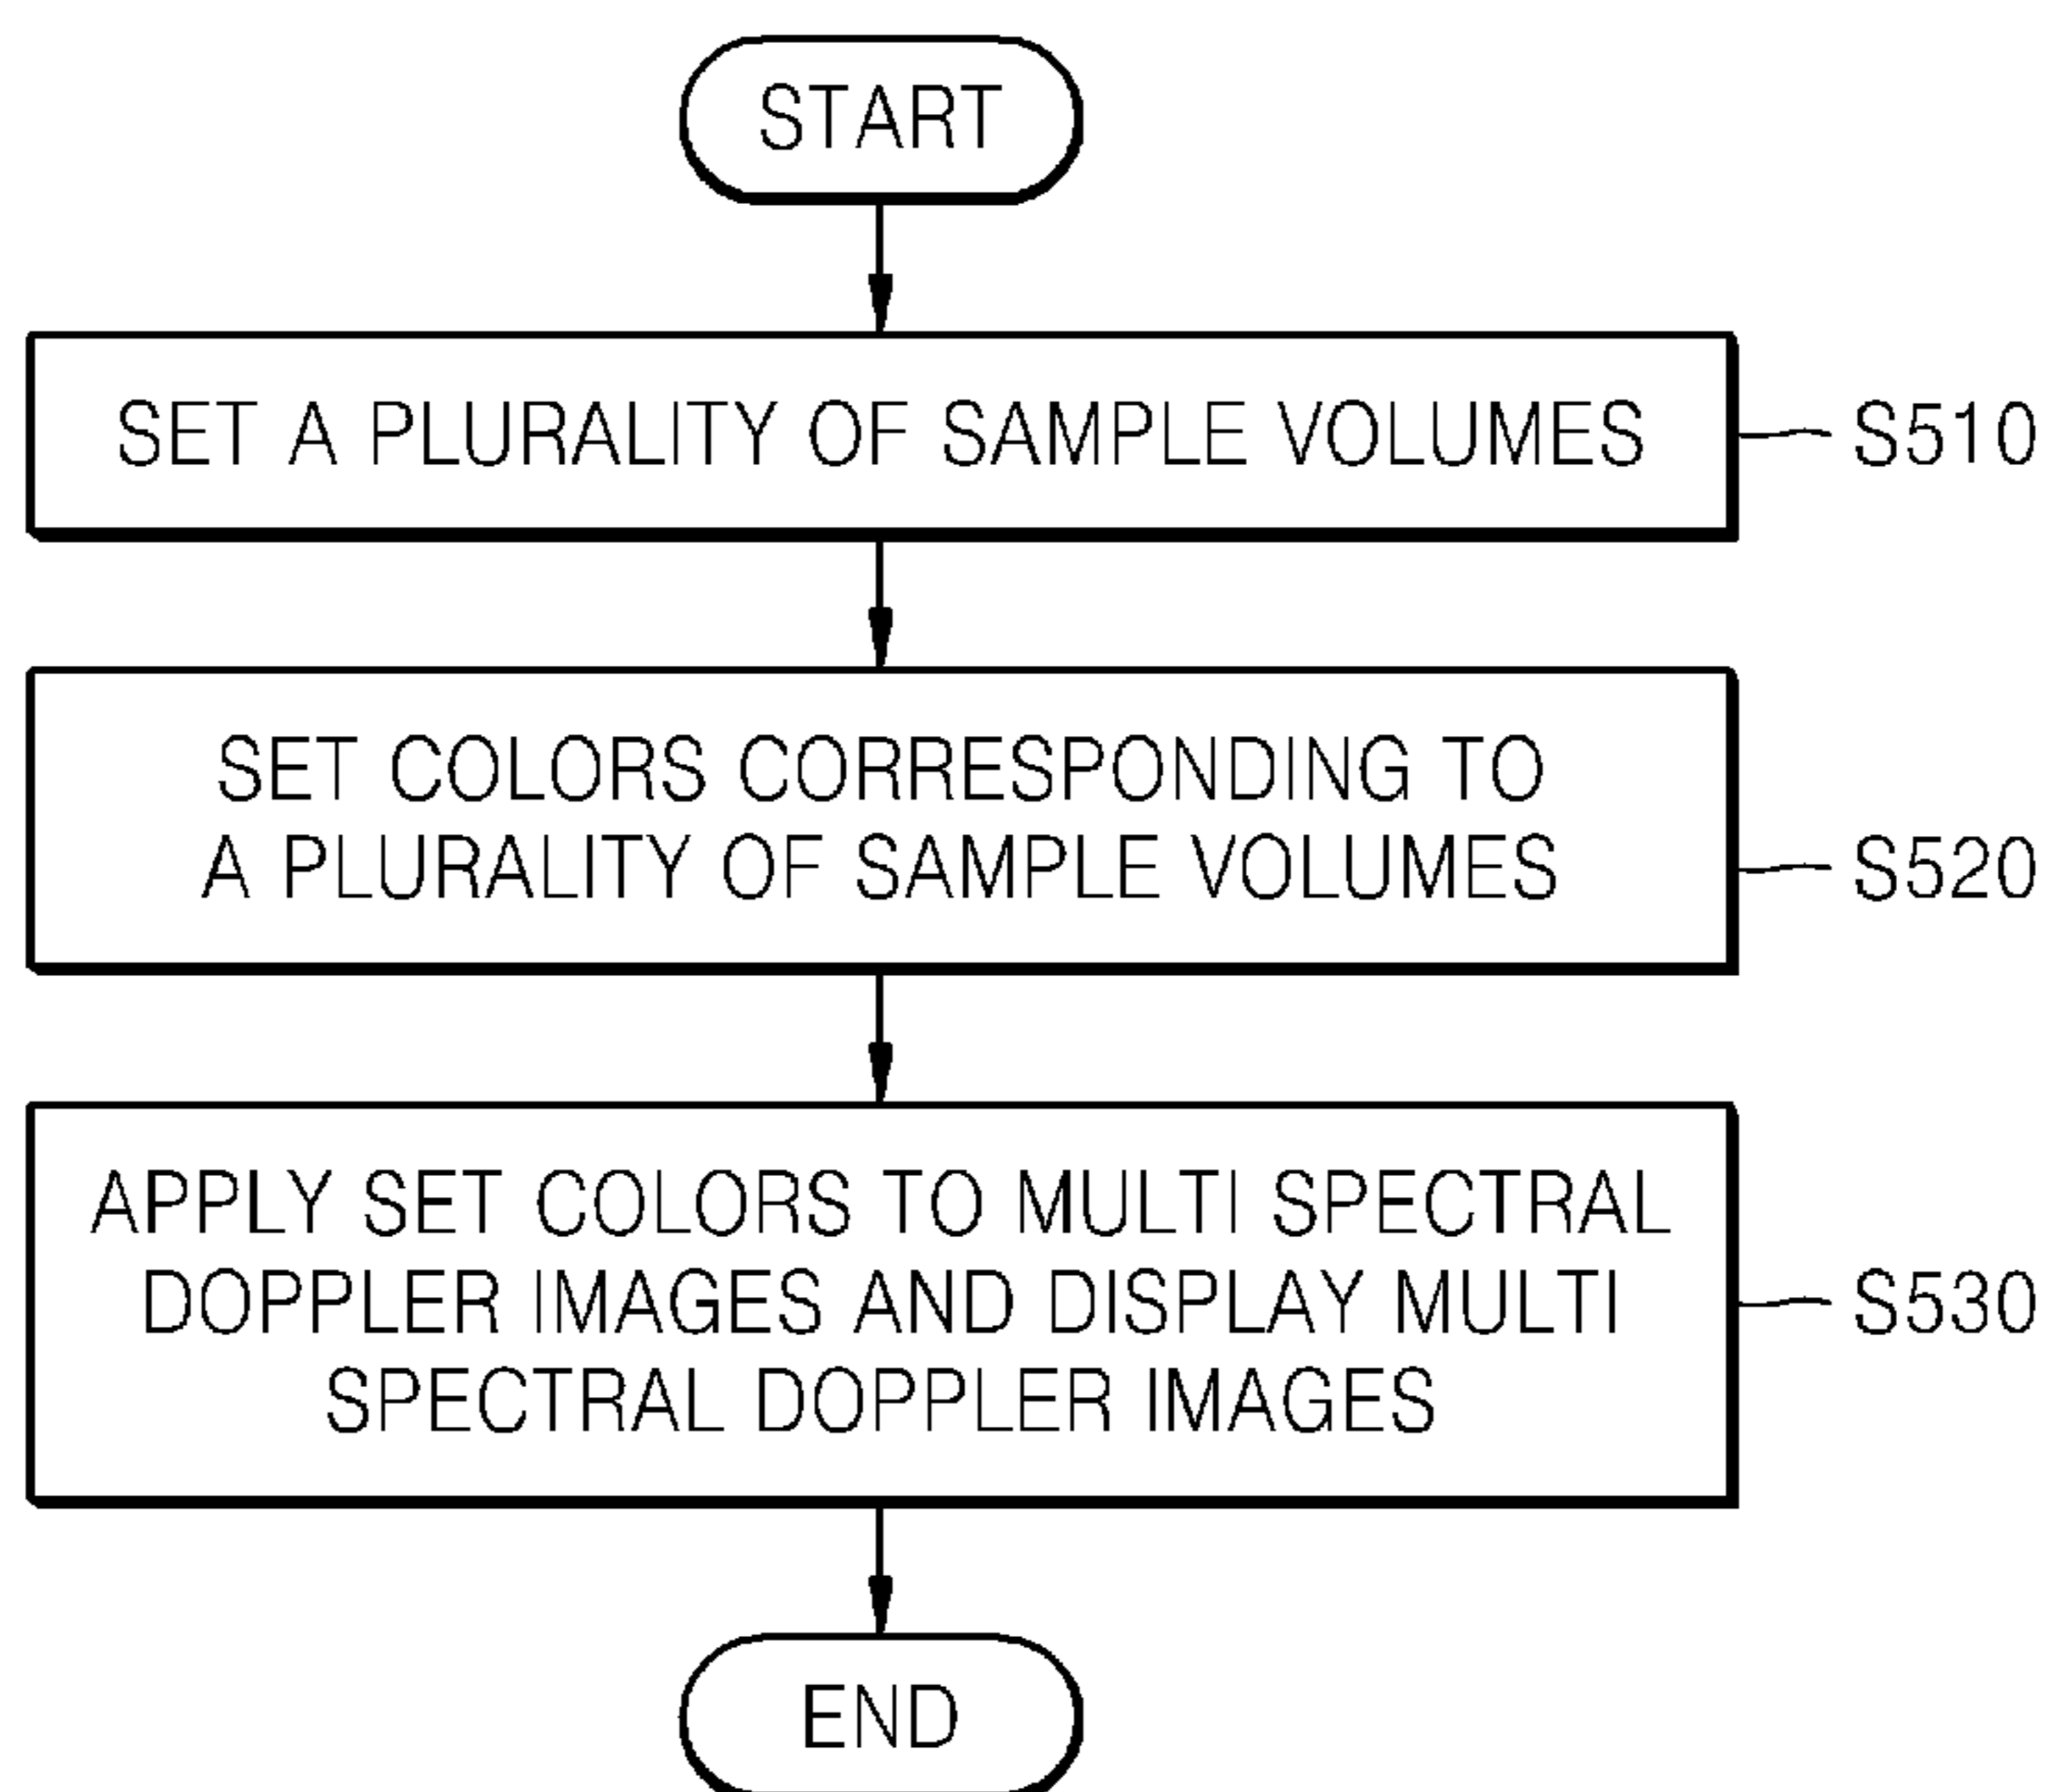 START
SET A PLURALITY OF SAMPLE VOLUMES
S510
SET COLORS CORRESPONDING TO
A PLURALITY OF SAMPLE VOLUMES
S520
APPLY SET COLORS TO MULTI SPECTRAL
DOPPLER IMAGES AND DISPLAY MULTI
SPECTRAL DOPPLER IMAGES
S530
END